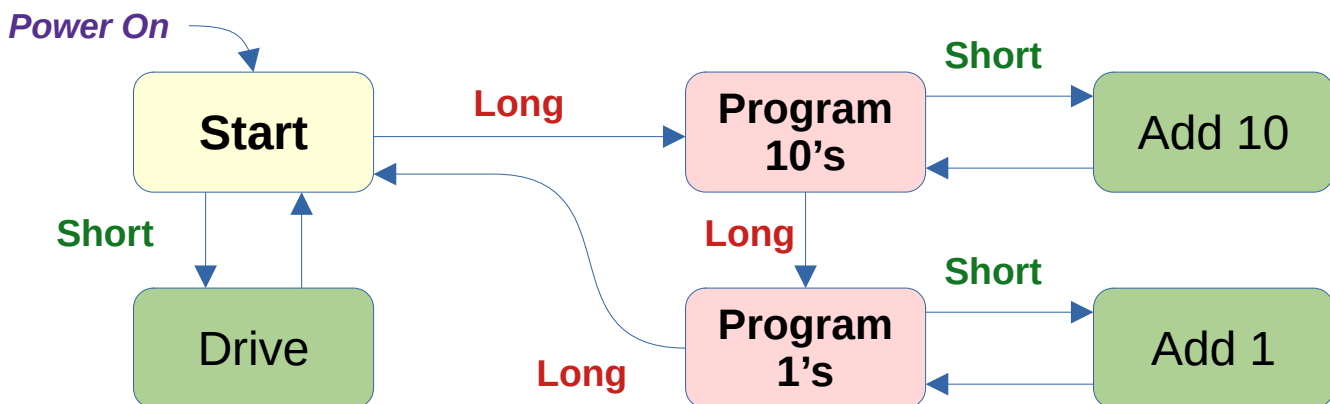 Power On
Short
Start
Long
Program
10’s
Add 10
Short
Long
Short
Drive
Long
Program
1’s
Add 1